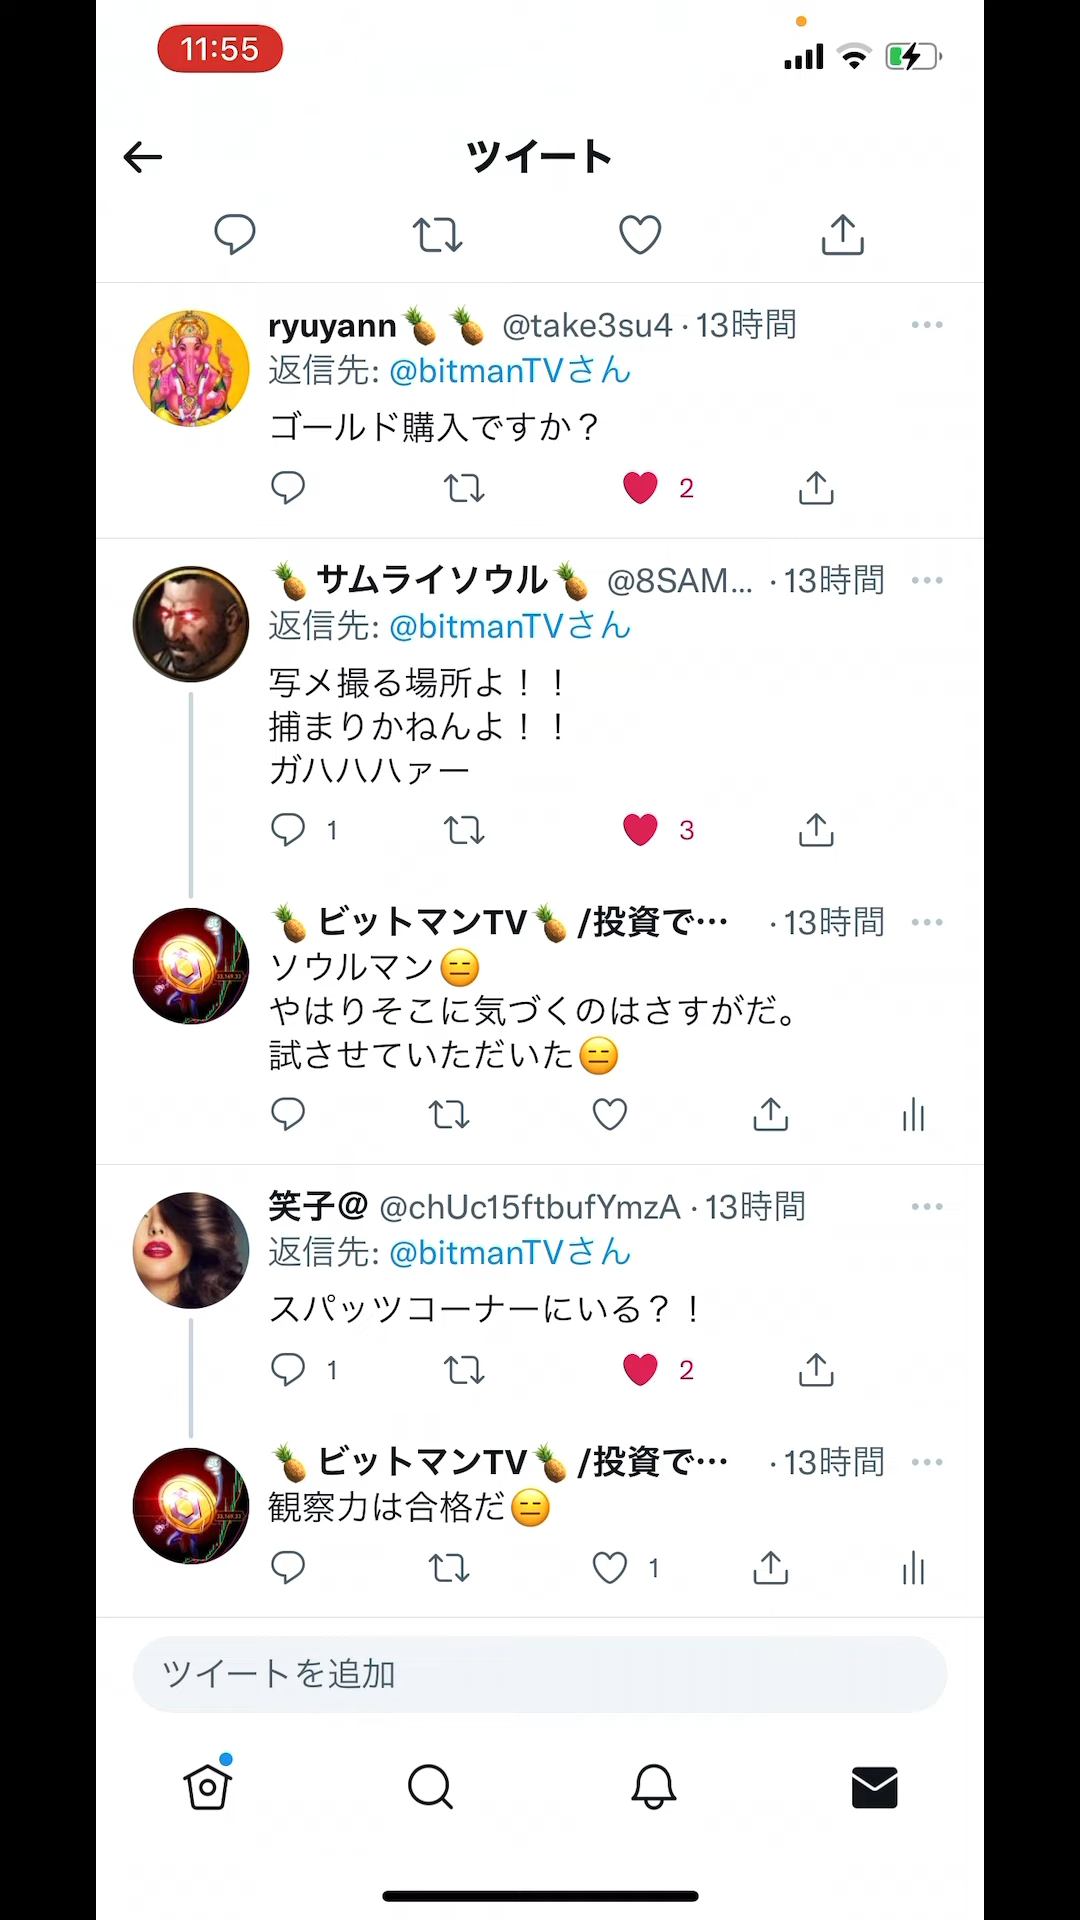 11:55
ツイート
ryuyann🍍🍍 @take3su4・13時間
返信先: @bitmanTVさん
ゴールド購入ですか？
2
🍍サムライソウル🍍 @8SAM... ・13時間
返信先: @bitmanTVさん
写メ撮る場所よ！！
捕まりかねんよ！！
ガハハハァー
1 3
🍍ビットマンTV🍍/投資で… ・13時間
ソウルマン😑
やはりそこに気づくのはさすがだ。
試させていただいた😑
笑子@ @chUc15ftbufYmzA・13時間
返信先: @bitmanTVさん
スパッツコーナーにいる？！
1 2
🍍ビットマンTV🍍/投資で… ・13時間
観察力は合格だ😑
1
ツイートを追加